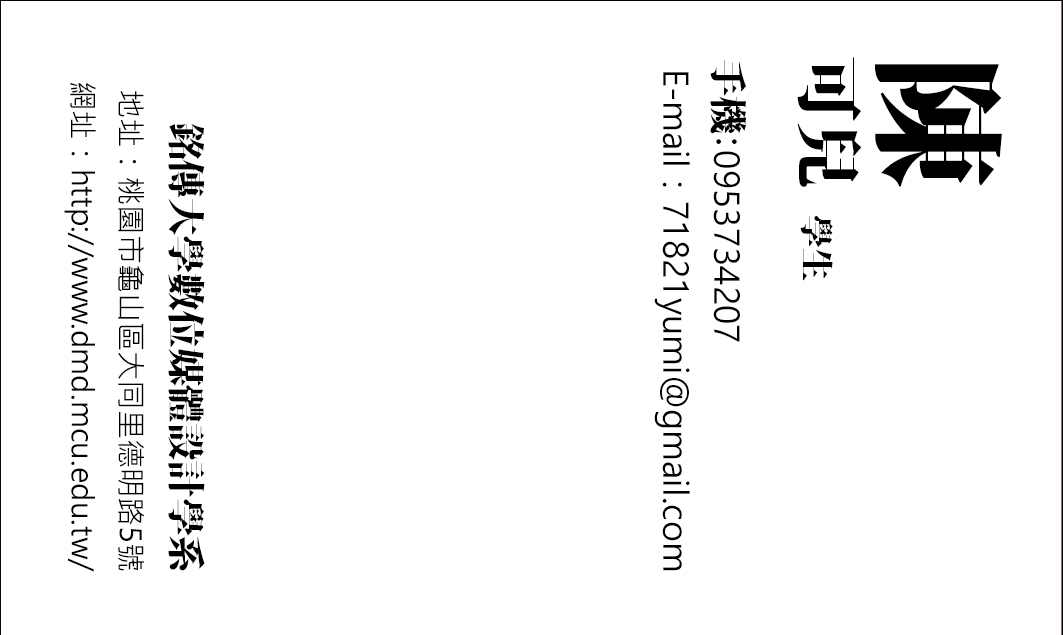 陳
可兒 學生
手機:0953734207
E-mail：71821yumi@gmail.com
銘傳大學數位媒體設計學系
地址：桃園市龜山區大同里德明路5號
網址：http://www.dmd.mcu.edu.tw/